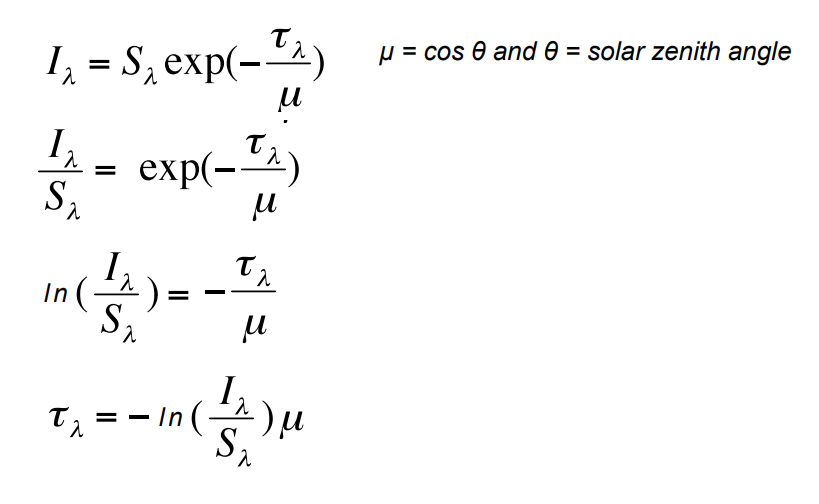 I_λ = S_λ exp(−τ_λ/μ) μ = cos θ and θ = solar zenith angle
I_λ/S_λ = exp(−τ_λ/μ)
ln(I_λ/S_λ) = −τ_λ/μ
τ_λ = − ln(I_λ/S_λ)μ